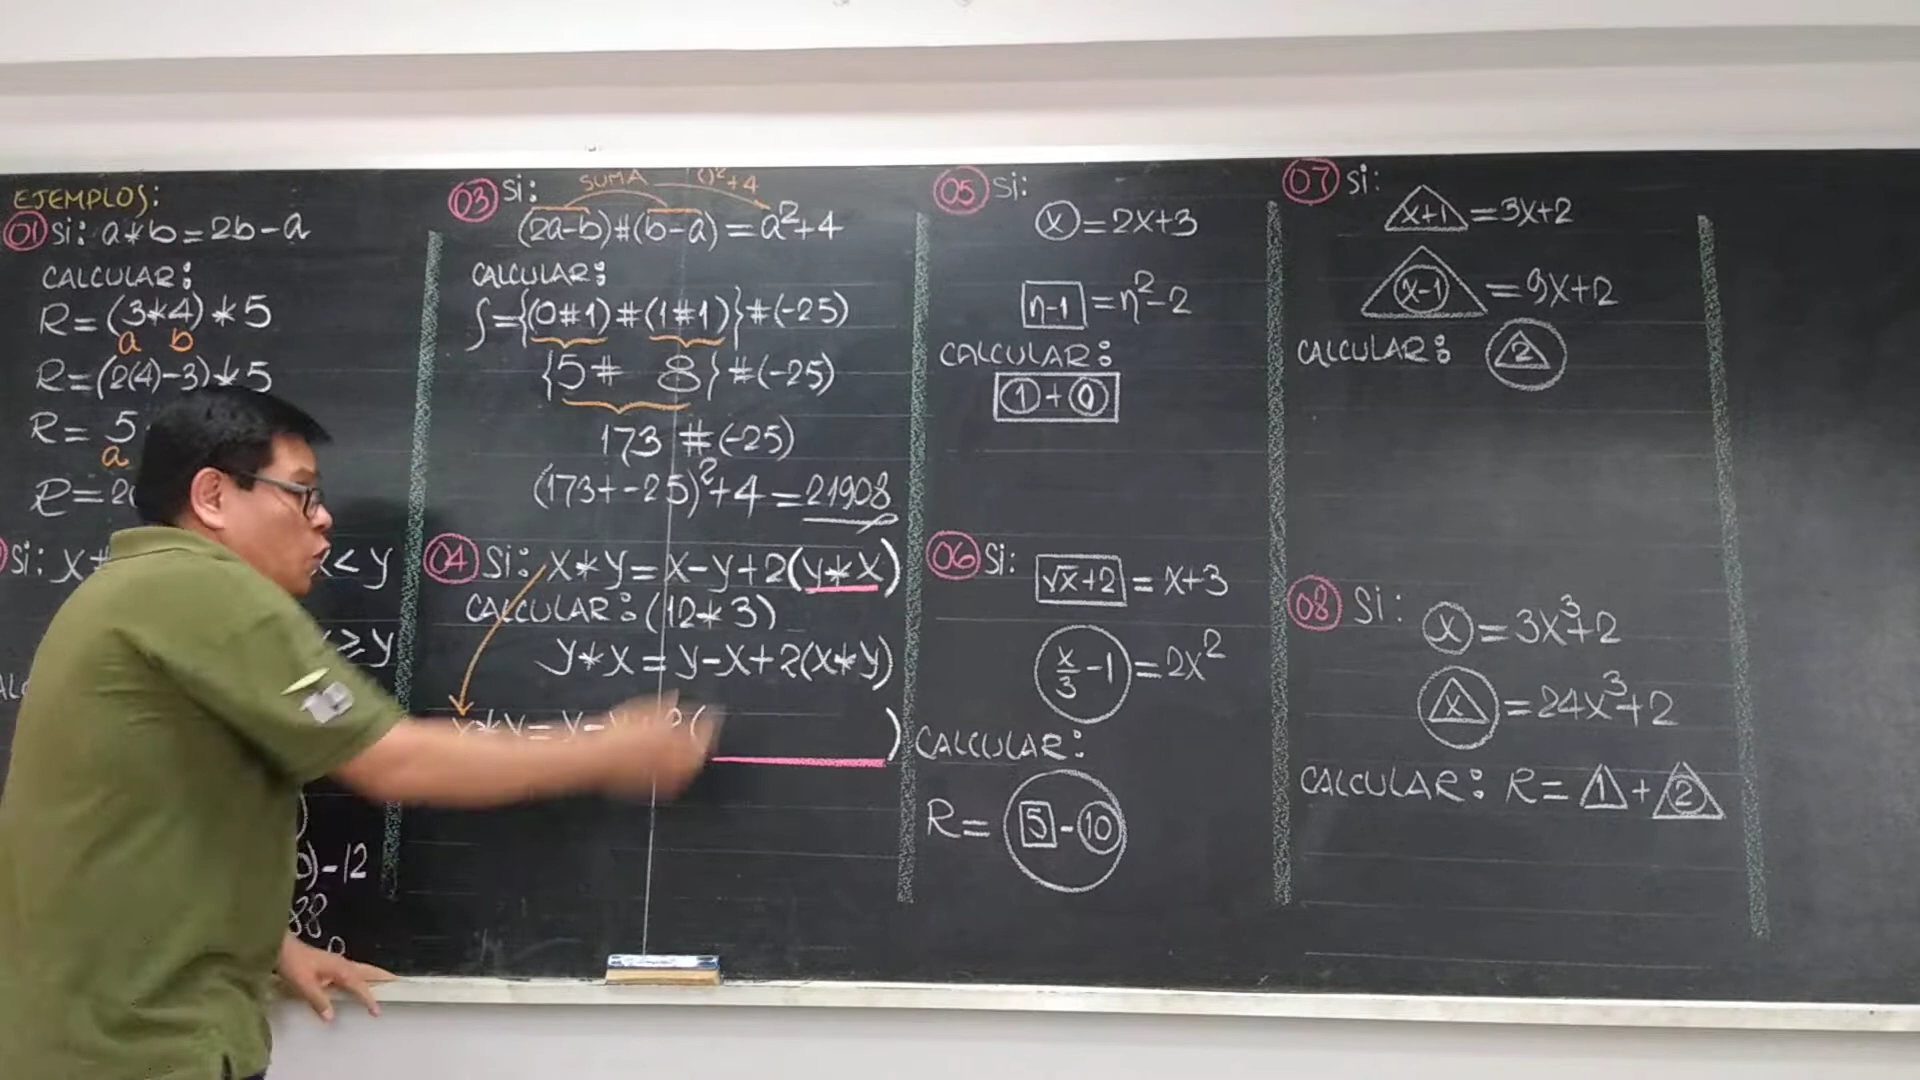 EJEMPLOS:
01 Si: a*b=2b-a
CALCULAR:
R=(3*4)*5
a b
R=(2(4)-3)*5
R= 5
a
R=2(
Si: x
< y
≥ y
)-12
88
03 Si:
SUMA ( )²+4
(2a-b)#(b-a)=a²+4
CALCULAR:
∫={(0#1)#(1#1)}#(-25)
{5# 8}#(-25)
173 #(-25)
(173+-25)²+4=21908
04 Si: x*y=x-y+2(y*x)
CALCULAR:(12*3)
y*x=y-x+2(x*y)
( )
05 Si:
x=2x+3
n-1=n²-2
CALCULAR:
1+0
06 Si:
√x+2=x+3
x/3-1=2x²
CALCULAR:
R= 5-10
07 Si:
x+1=3x+2
x-1=9x+2
CALCULAR: 2
08 Si:
x=3x³+2
x=24x³+2
CALCULAR: R=1+2